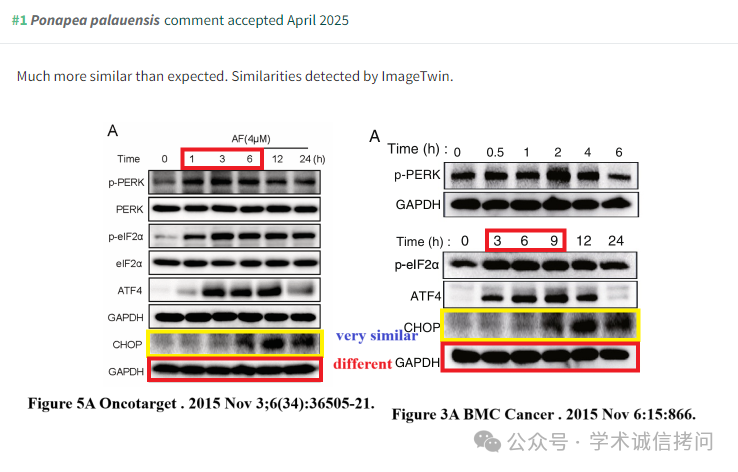 #1 Ponapea palauensis comment accepted April 2025
Much more similar than expected. Similarities detected by ImageTwin.
A
AF(4μM)
Time 0 1 3 6 12 24 (h)
p-PERK
PERK
p-eIF2α
eIF2α
ATF4
GAPDH
CHOP
GAPDH
very similar
different
Figure 5A Oncotarget . 2015 Nov 3;6(34):36505-21.
A
Time (h) : 0 0.5 1 2 4 6
p-PERK
GAPDH
Time (h) : 0 3 6 9 12 24
p-eIF2α
ATF4
CHOP
GAPDH
Figure 3A BMC Cancer . 2015 Nov 6:15:866.
公众号 · 学术诚信拷问